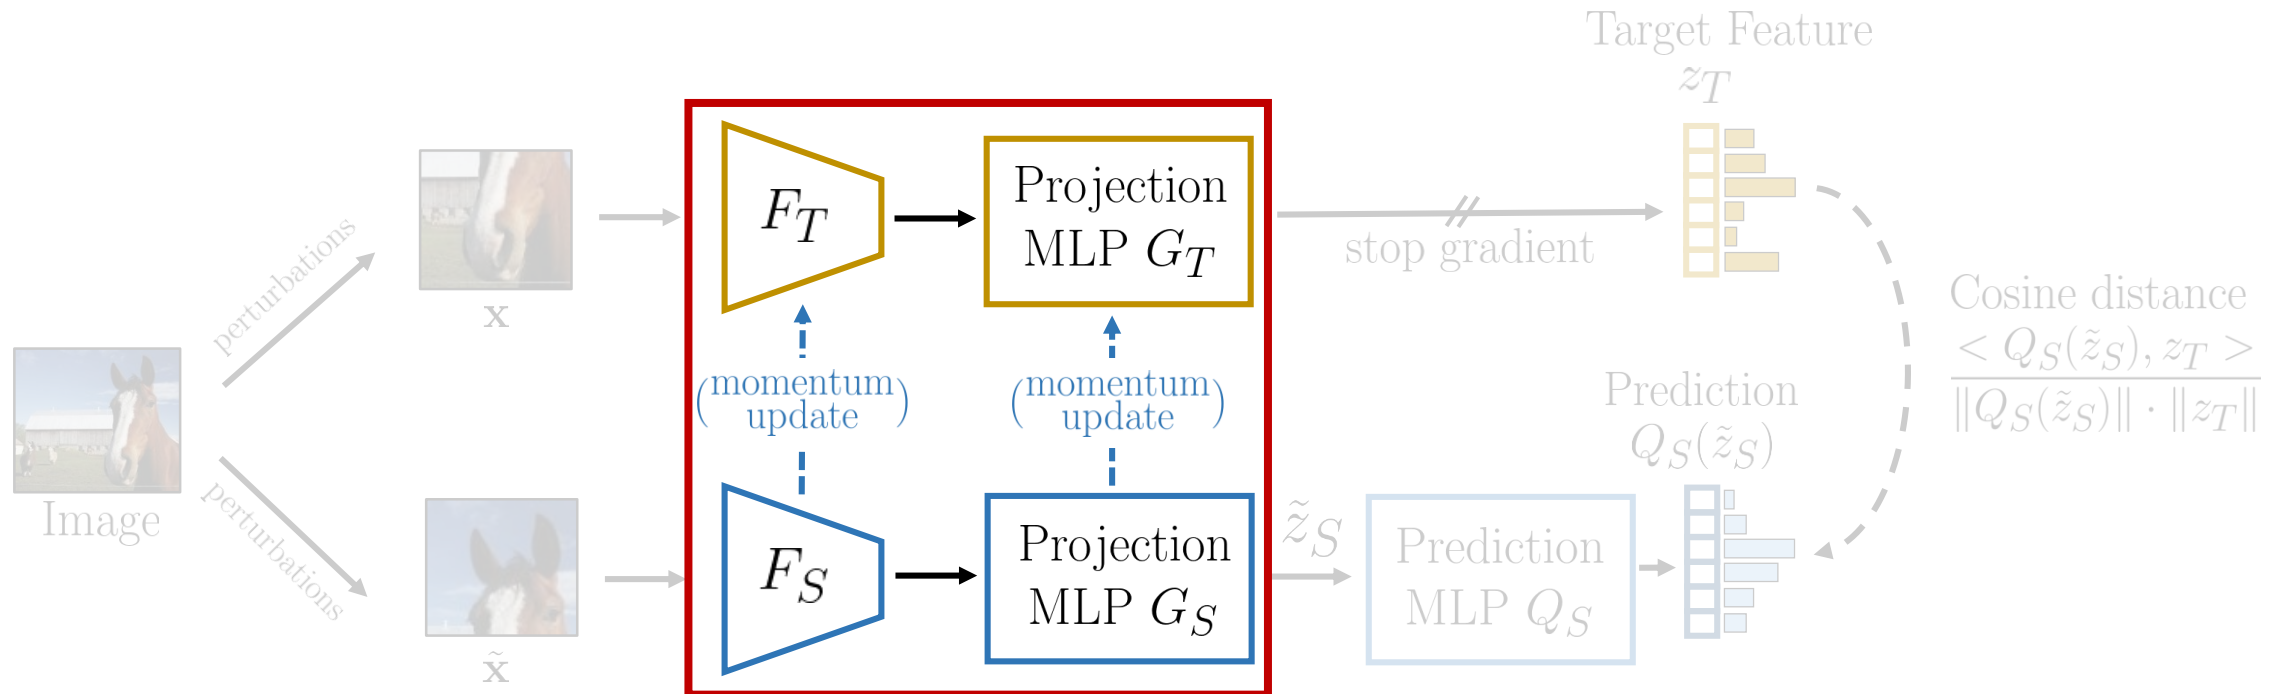 Target Feature
z_T
perturbations
x
F_T
Projection
MLP G_T
stop gradient
Cosine distance
< Q_S(z̃_S), z_T >
‖Q_S(z̃_S)‖ · ‖z_T‖
(momentum
update)
(momentum
update)
Image
perturbations
x̃
F_S
Projection
MLP G_S
z̃_S
Prediction
MLP Q_S
Prediction
Q_S(z̃_S)